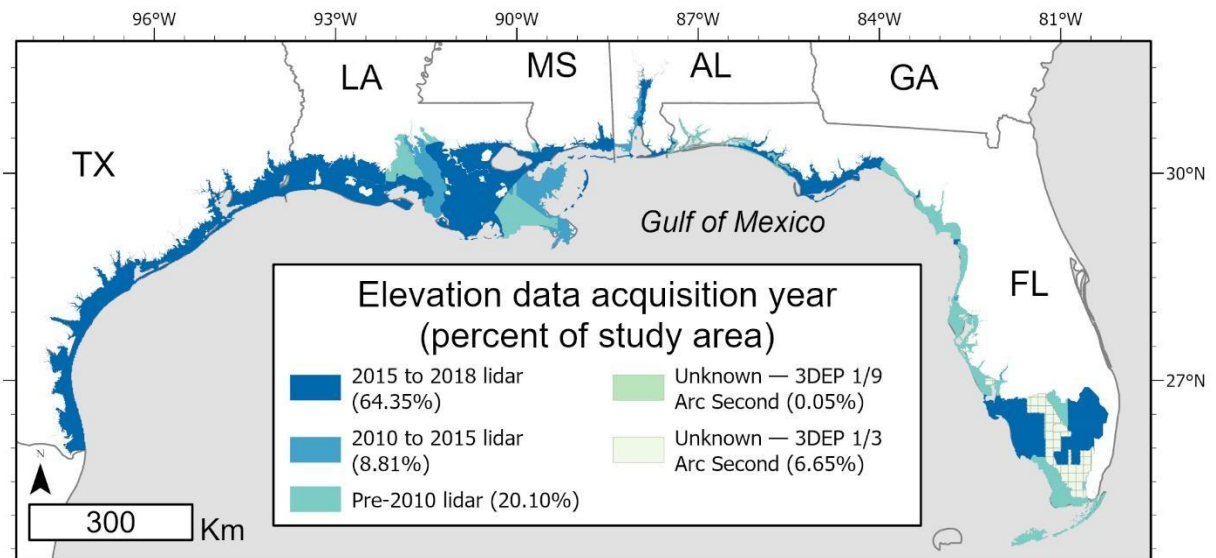 96°W
93°W
90°W
87°W
84°W
81°W
LA
MS
AL
GA
TX
30°N
Gulf of Mexico
FL
27°N
Elevation data acquisition year
(percent of study area)
2015 to 2018 lidar
(64.35%)
2010 to 2015 lidar
(8.81%)
Pre-2010 lidar (20.10%)
Unknown — 3DEP 1/9
Arc Second (0.05%)
Unknown — 3DEP 1/3
Arc Second (6.65%)
N
300
Km